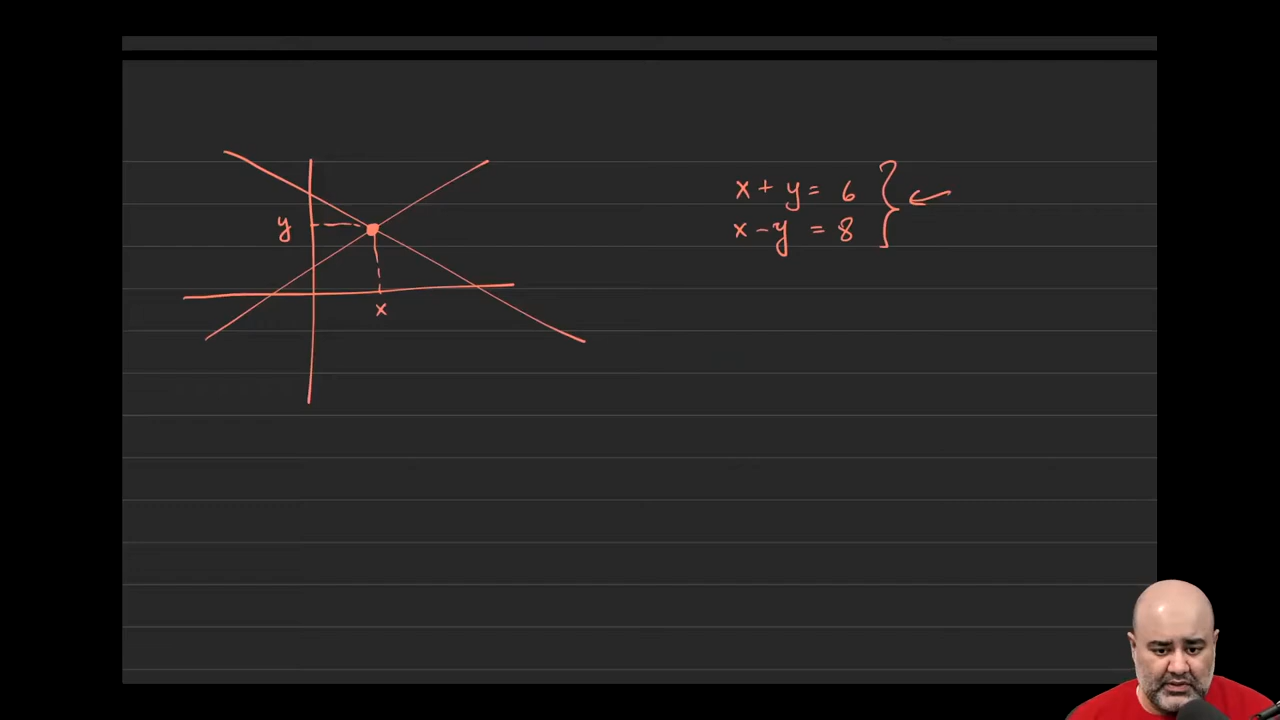 x + y = 6
x - y = 8
y
x